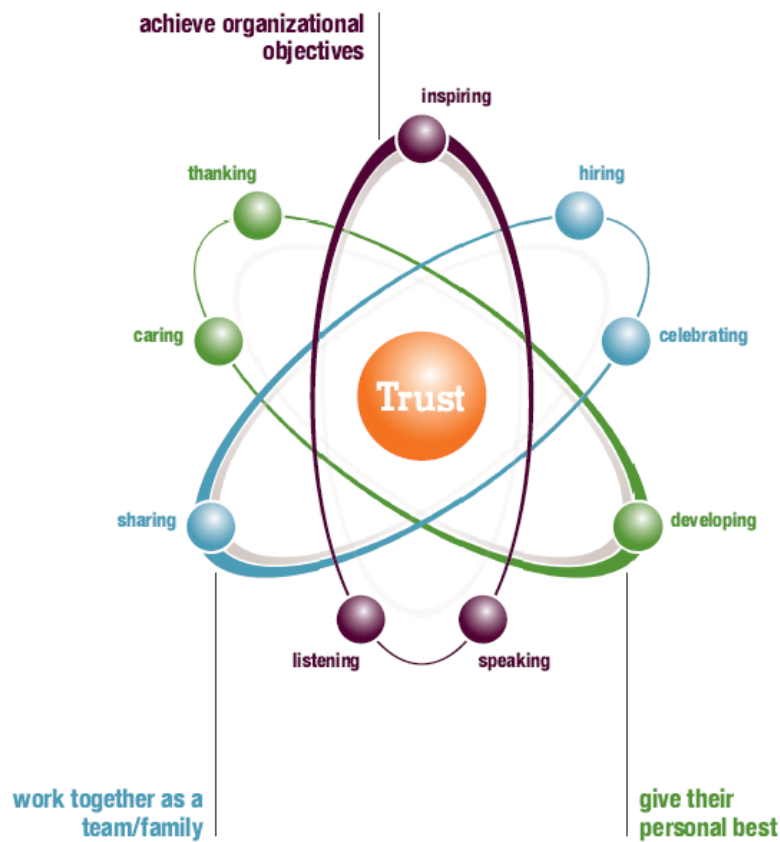 achieve organizational
objectives
inspiring
thanking
hiring
caring
celebrating
Trust
sharing
developing
listening
speaking
work together as a
team/family
give their
personal best